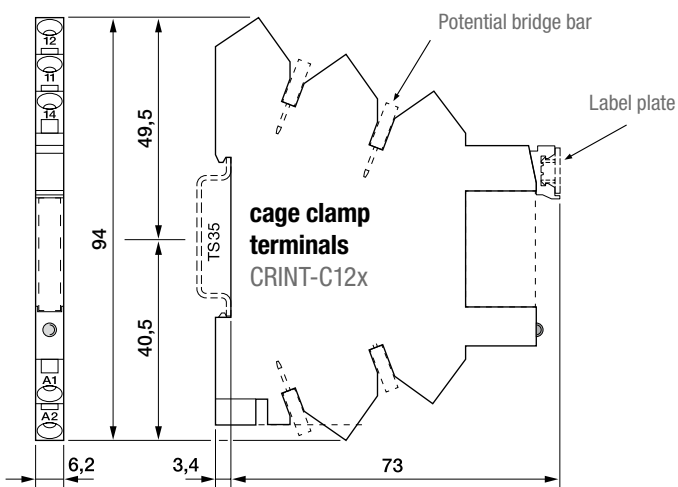 Potential bridge bar
Label plate
12
11
14
49,5
94
TS35
cage clamp
terminals
CRINT-C12x
40,5
A1
A2
6,2
3,4
73